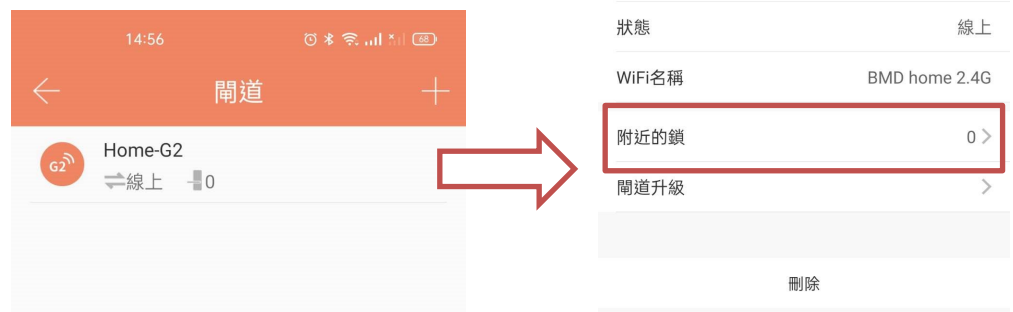 14:56
68
閘道
G2
Home-G2
線上
0
狀態 線上
WiFi名稱 BMD home 2.4G
附近的鎖 0
閘道升級
刪除